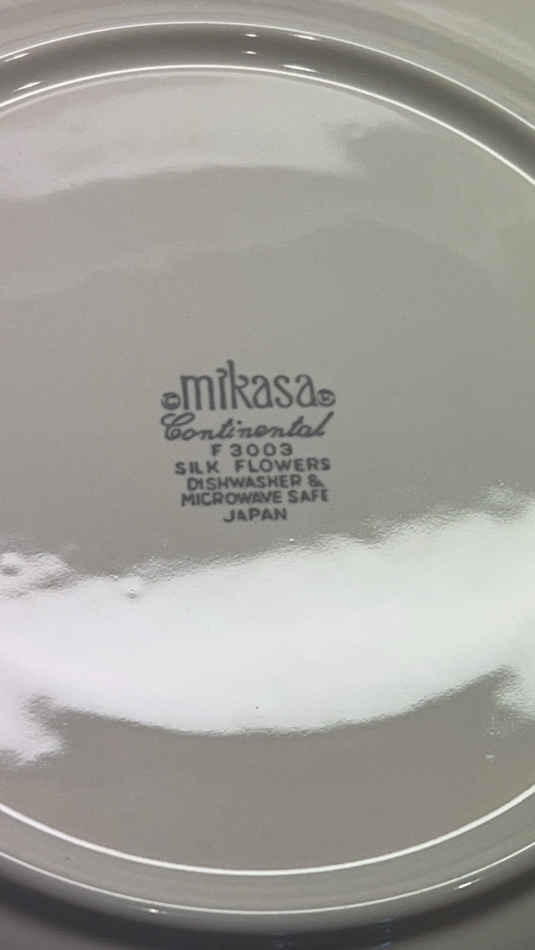 ©mikasa®
Continental
F 3003
SILK FLOWERS
DISHWASHER &
MICROWAVE SAFE
JAPAN